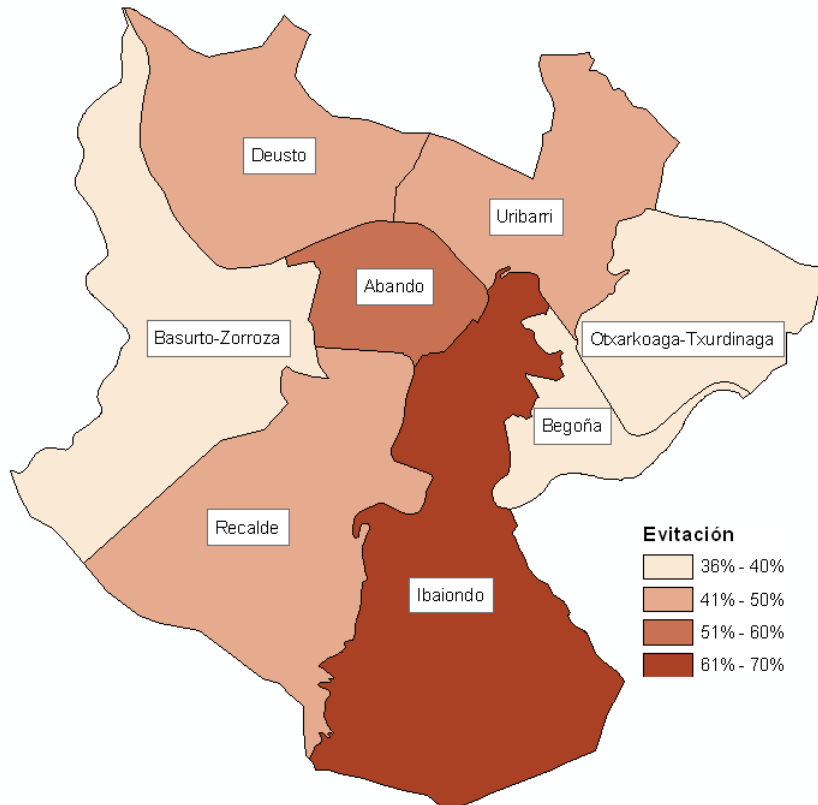 Deusto
Uribarri
Abando
Basurto-Zorroza
Otxarkoaga-Txurdinaga
Begoña
Recalde
Ibaiondo
Evitación
36% - 40%
41% - 50%
51% - 60%
61% - 70%